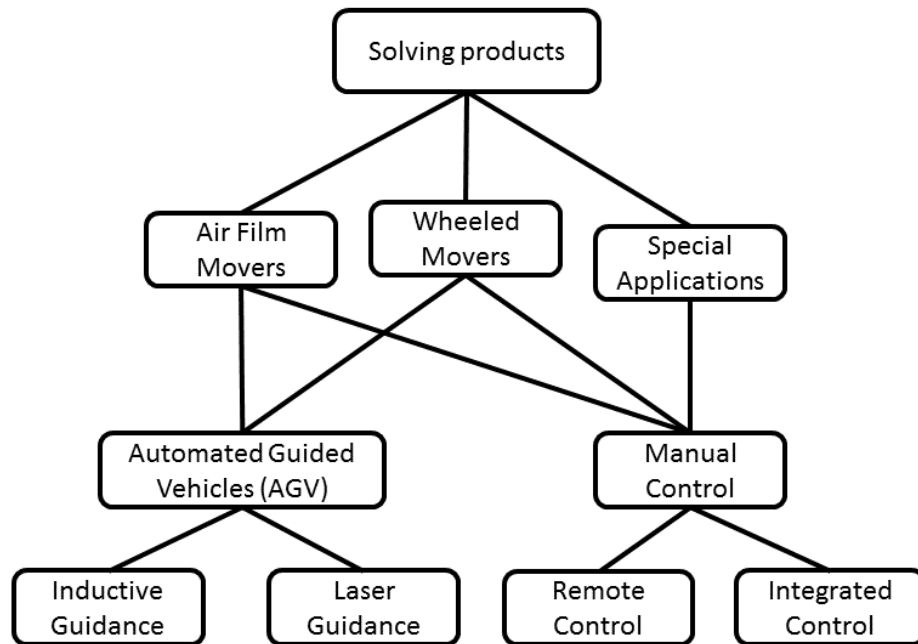 Solving products
Air Film
Movers
Wheeled
Movers
Special
Applications
Automated Guided
Vehicles (AGV)
Manual
Control
Inductive
Guidance
Laser
Guidance
Remote
Control
Integrated
Control